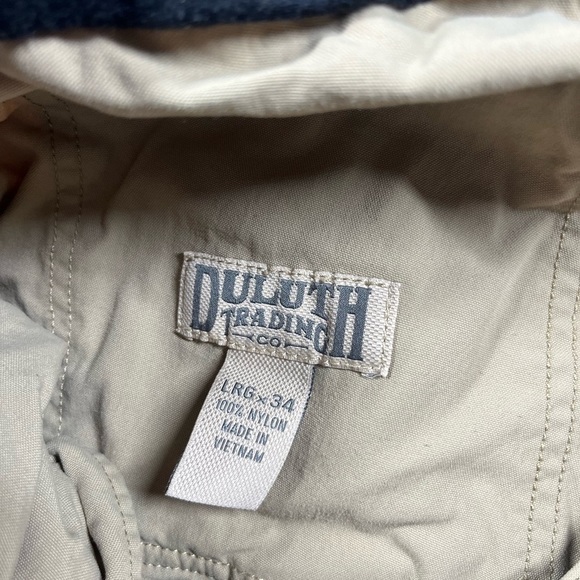 DULUTH
TRADING
CO
LRG x 34
100% NYLON
MADE IN
VIETNAM